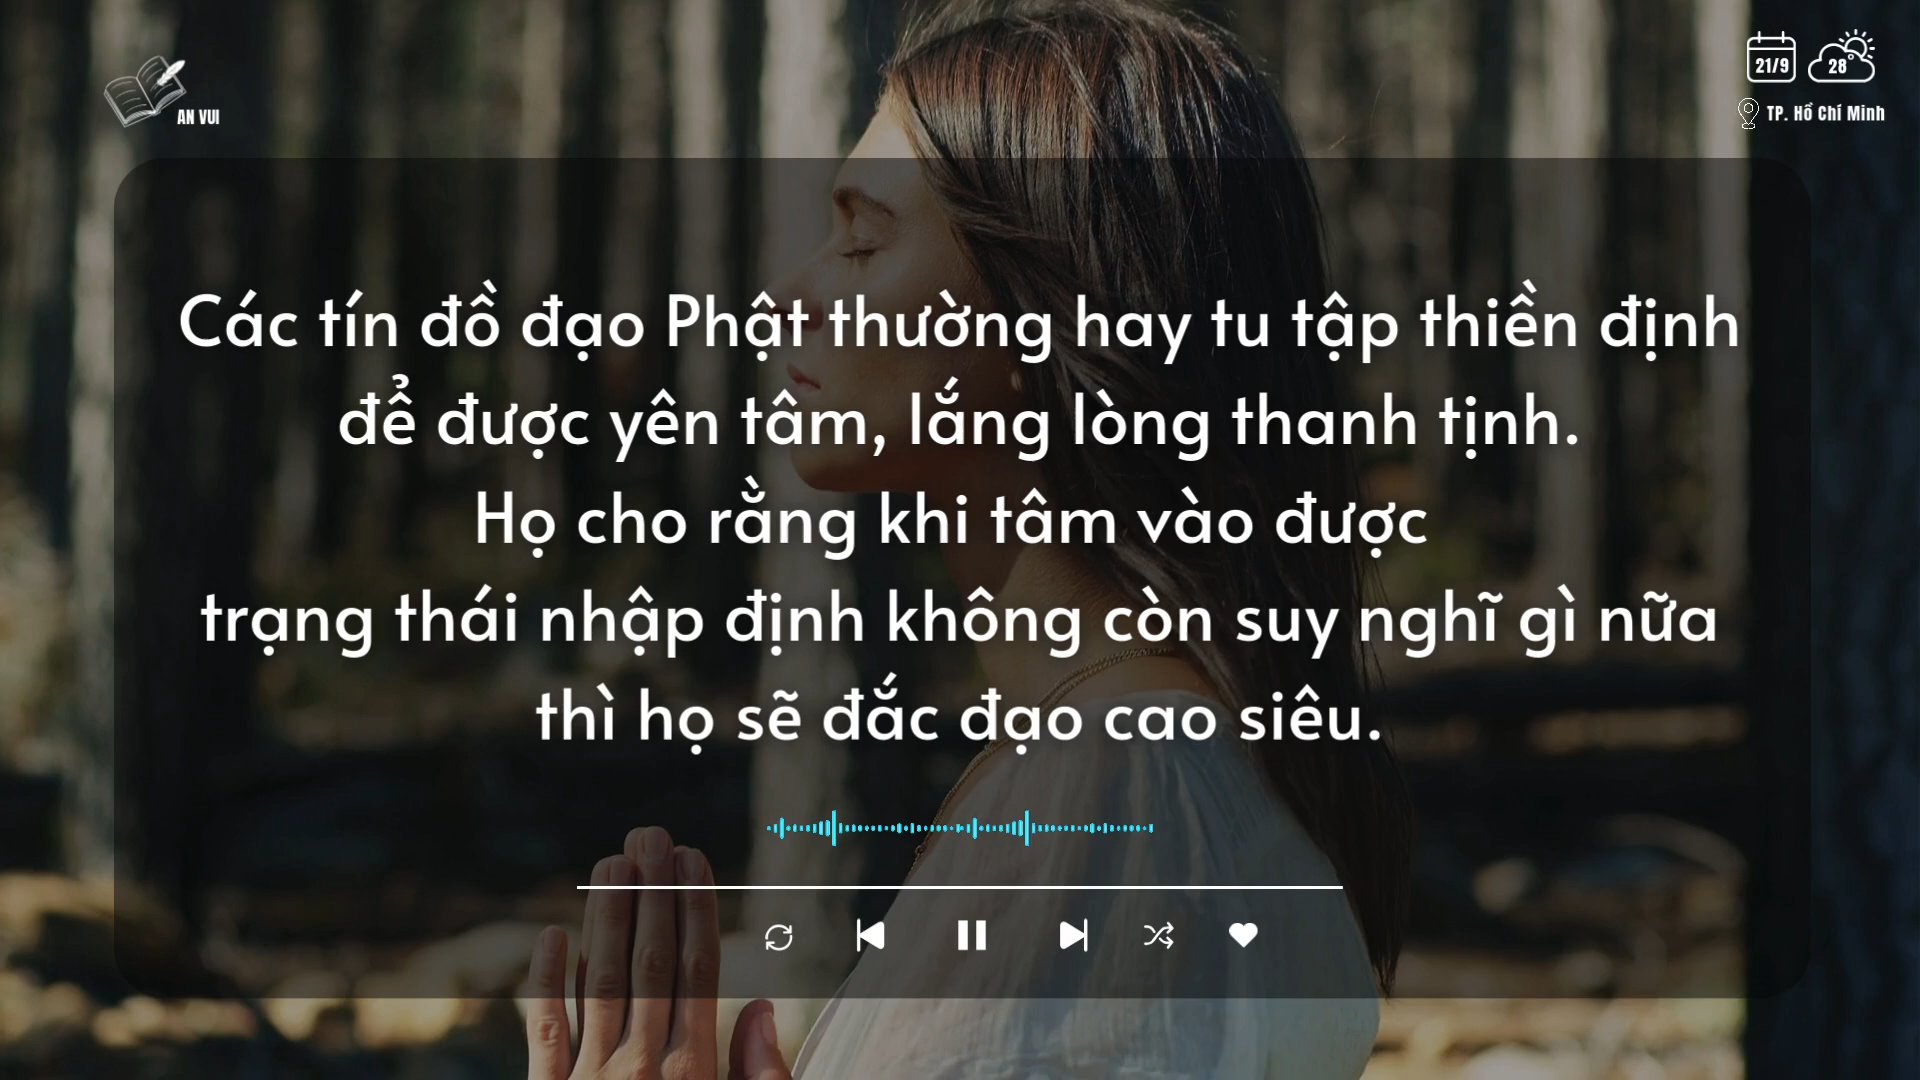 AN VUI
21/9
28°
TP. Hồ Chí Minh
Các tín đồ đạo Phật thường hay tu tập thiền định
để được yên tâm, lắng lòng thanh tịnh.
Họ cho rằng khi tâm vào được
trạng thái nhập định không còn suy nghĩ gì nữa
thì họ sẽ đắc đạo cao siêu.